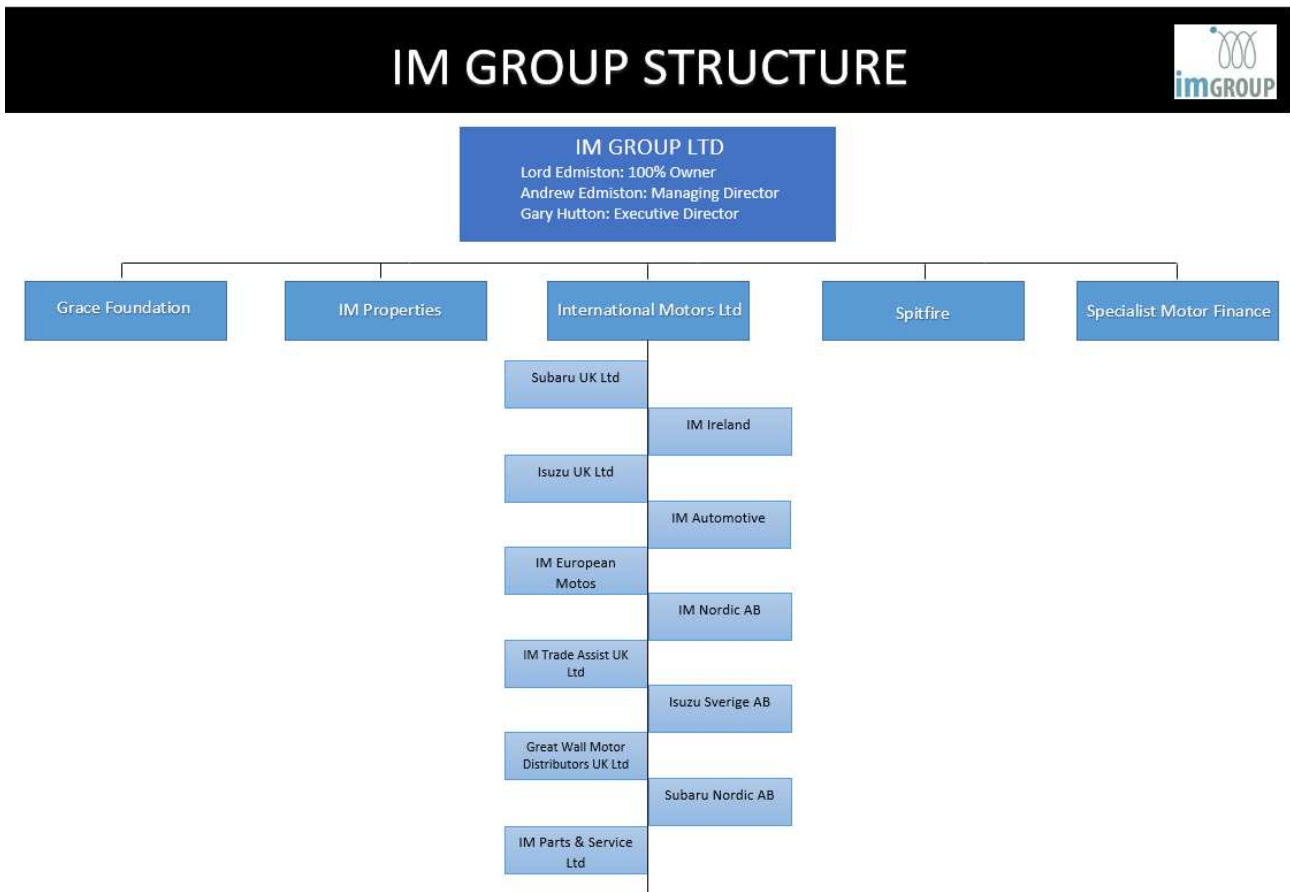 IM GROUP STRUCTURE
imGROUP
IM GROUP LTD
Lord Edmiston: 100% Owner
Andrew Edmiston: Managing Director
Gary Hutton: Executive Director
Grace Foundation
IM Properties
International Motors Ltd
Spitfire
Specialist Motor Finance
Subaru UK Ltd
IM Ireland
Isuzu UK Ltd
IM Automotive
IM European
Motos
IM Nordic AB
IM Trade Assist UK
Ltd
Isuzu Sverige AB
Great Wall Motor
Distributors UK Ltd
Subaru Nordic AB
IM Parts & Service
Ltd